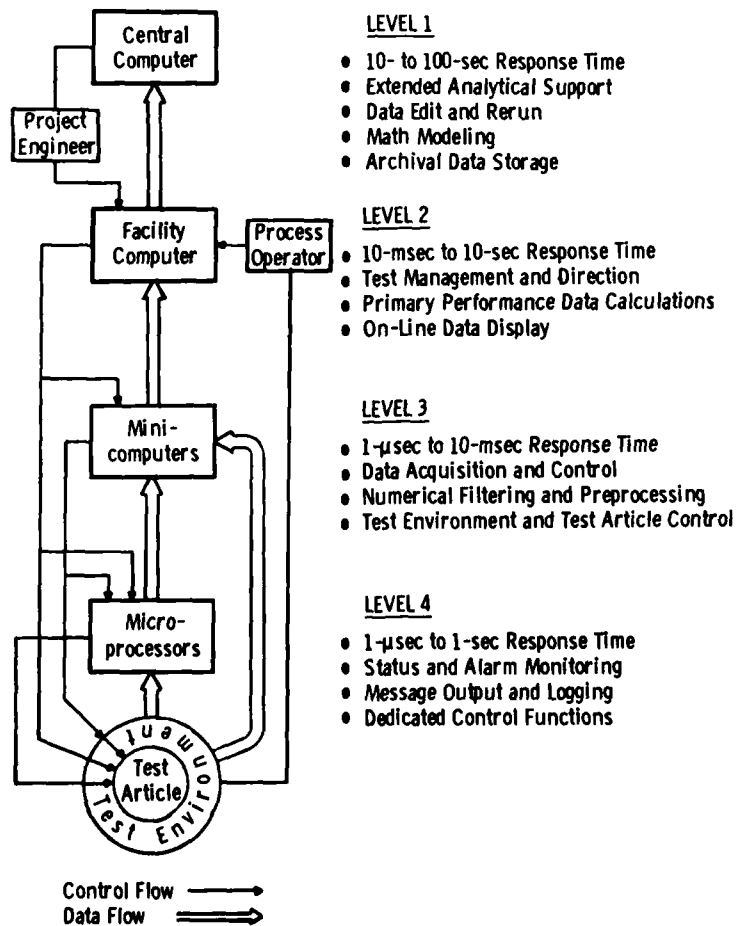 Central
Computer
Project
Engineer
Facility
Computer
Process
Operator
Mini-
computers
Micro-
processors
Test
Article
Test Environment
Control Flow
Data Flow
LEVEL 1
• 10- to 100-sec Response Time
• Extended Analytical Support
• Data Edit and Rerun
• Math Modeling
• Archival Data Storage
LEVEL 2
• 10-msec to 10-sec Response Time
• Test Management and Direction
• Primary Performance Data Calculations
• On-Line Data Display
LEVEL 3
• 1-μsec to 10-msec Response Time
• Data Acquisition and Control
• Numerical Filtering and Preprocessing
• Test Environment and Test Article Control
LEVEL 4
• 1-μsec to 1-sec Response Time
• Status and Alarm Monitoring
• Message Output and Logging
• Dedicated Control Functions